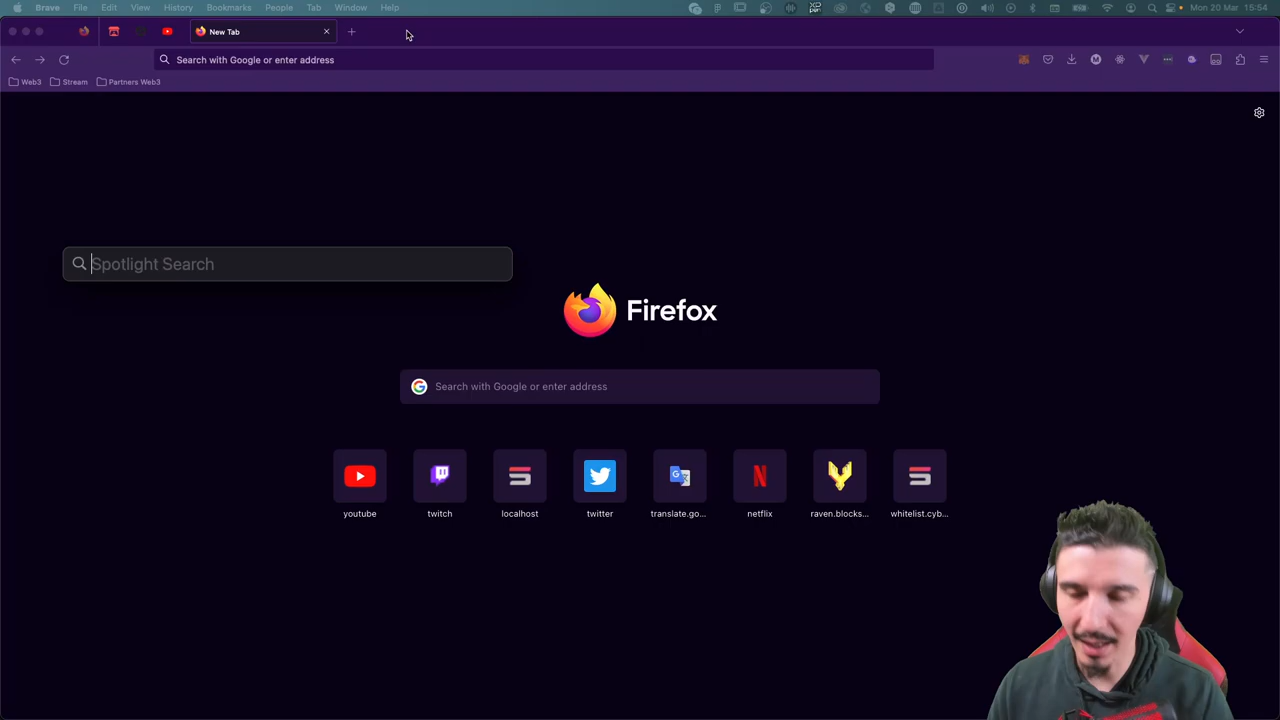 Brave File Edit View History Bookmarks People Tab Window Help
Mon 20 Mar 15:54
New Tab
Search with Google or enter address
Web3 Stream Partners Web3
Spotlight Search
Firefox
Search with Google or enter address
youtube twitch localhost twitter translate.go... netflix raven.blocks... whitelist.cyb...